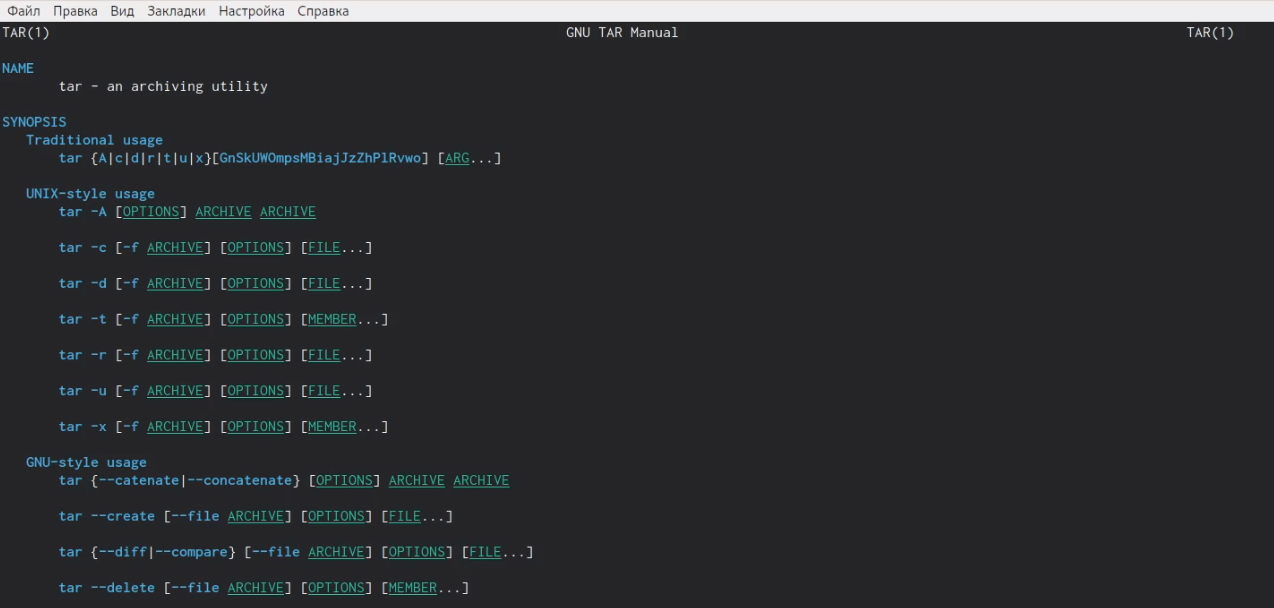 Файл Правка Вид Закладки Настройка Справка
TAR(1) GNU TAR Manual TAR(1)
NAME
tar - an archiving utility
SYNOPSIS
Traditional usage
tar {A|c|d|r|t|u|x}[GnSkUWOmpsMBiajJzZhPlRvwo] [ARG...]
UNIX-style usage
tar -A [OPTIONS] ARCHIVE ARCHIVE
tar -c [-f ARCHIVE] [OPTIONS] [FILE...]
tar -d [-f ARCHIVE] [OPTIONS] [FILE...]
tar -t [-f ARCHIVE] [OPTIONS] [MEMBER...]
tar -r [-f ARCHIVE] [OPTIONS] [FILE...]
tar -u [-f ARCHIVE] [OPTIONS] [FILE...]
tar -x [-f ARCHIVE] [OPTIONS] [MEMBER...]
GNU-style usage
tar {--catenate|--concatenate} [OPTIONS] ARCHIVE ARCHIVE
tar --create [--file ARCHIVE] [OPTIONS] [FILE...]
tar {--diff|--compare} [--file ARCHIVE] [OPTIONS] [FILE...]
tar --delete [--file ARCHIVE] [OPTIONS] [MEMBER...]